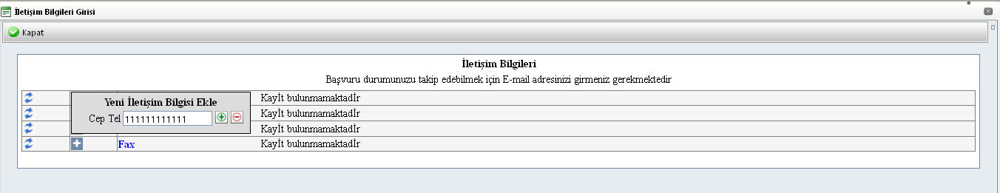 İletişim Bilgileri Girisi
Kapat
İletişim Bilgileri
Başvuru durumunuzu takip edebilmek için E-mail adresinizi girmeniz gerekmektedir
Kayİt bulunmamaktadİr
Yeni İletişim Bilgisi Ekle
Kayİt bulunmamaktadİr
Cep Tel 111111111111
Kayİt bulunmamaktadİr
Fax Kayİt bulunmamaktadİr